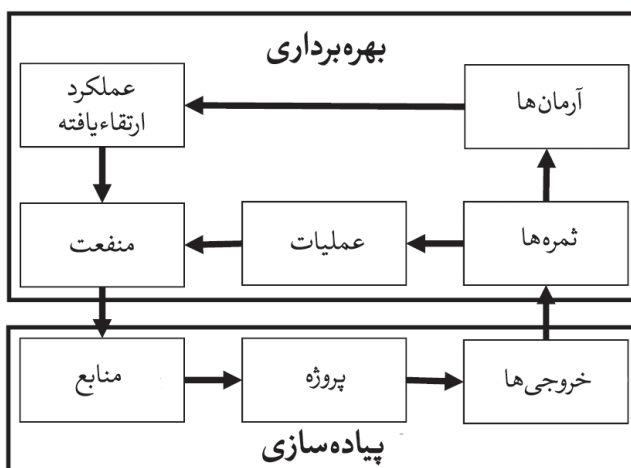 بهره‌برداری
آرمان‌ها
عملکرد
ارتقاءیافته
ثمره‌ها
عملیات
منفعت
خروجی‌ها
پروژه
منابع
پیاده‌سازی